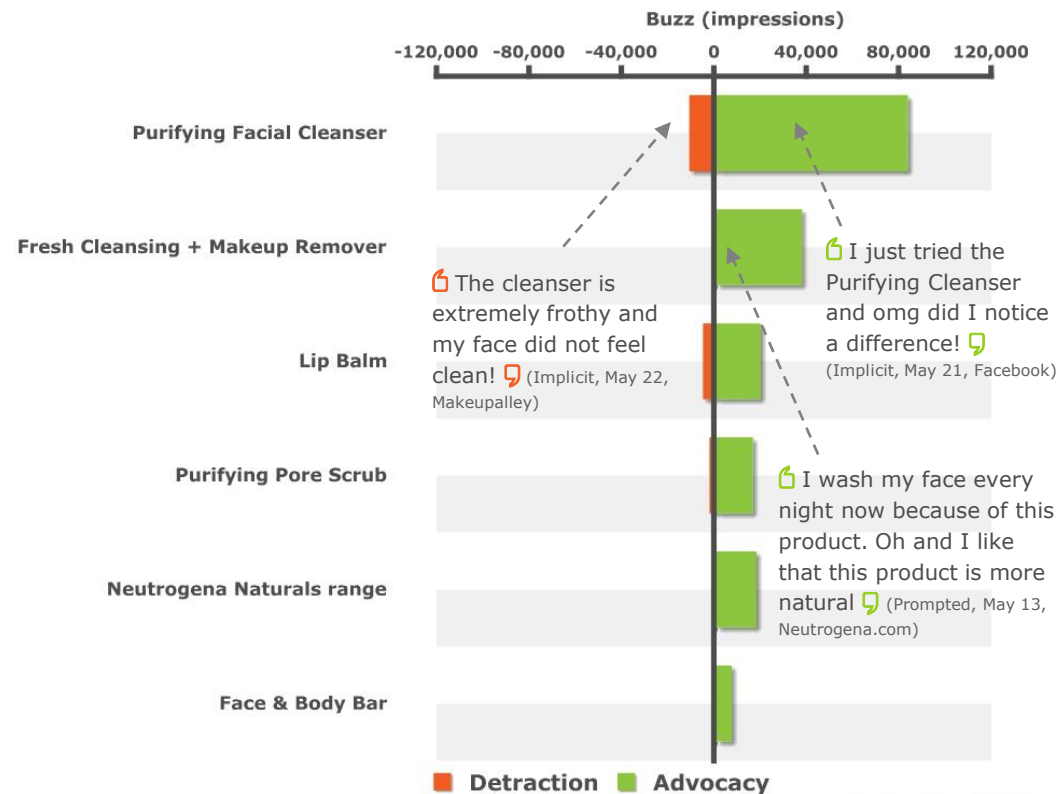 Buzz (impressions)
-120,000 -80,000 -40,000 0 40,000 80,000 120,000
Purifying Facial Cleanser
Fresh Cleansing + Makeup Remover
I just tried the
Purifying Cleanser
and omg did I notice
a difference!
(Implicit, May 21, Facebook)
The cleanser is
extremely frothy and
my face did not feel
clean! (Implicit, May 22,
Makeupalley)
Lip Balm
Purifying Pore Scrub
I wash my face every
night now because of this
product. Oh and I like
that this product is more
natural (Prompted, May 13,
Neutrogena.com)
Neutrogena Naturals range
Face & Body Bar
Detraction Advocacy